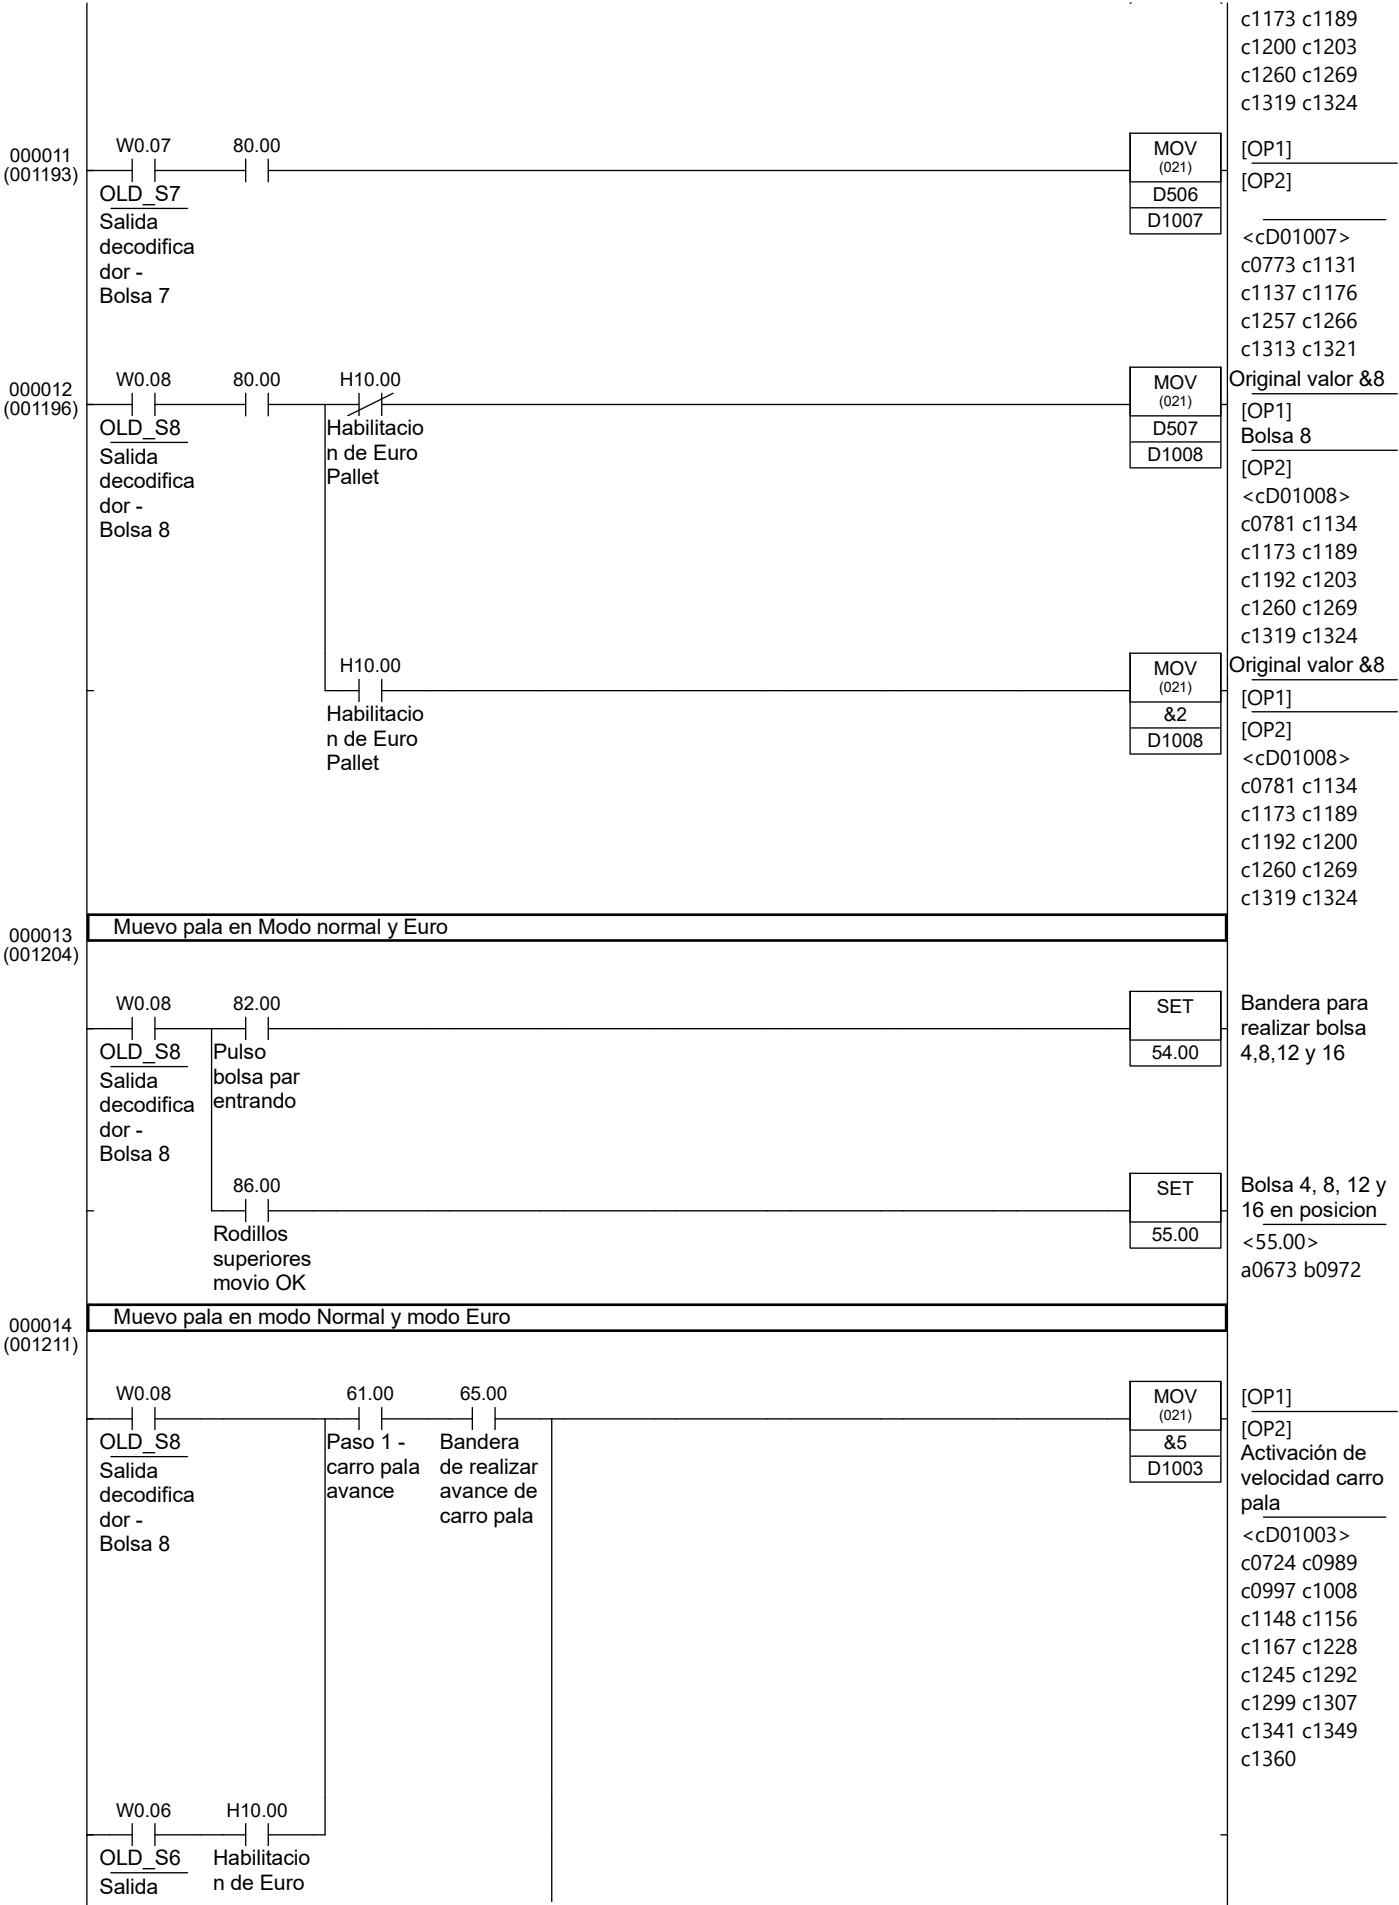 c1173 c1189
c1200 c1203
c1260 c1269
c1319 c1324
000011
(001193)
W0.07
80.00
MOV
(021)
D506
D1007
[OP1]
[OP2]
OLD_S7
Salida
decodifica
dor -
Bolsa 7
<cD01007>
c0773 c1131
c1137 c1176
c1257 c1266
c1313 c1321
000012
(001196)
W0.08
80.00
H10.00
MOV
(021)
D507
D1008
Original valor &8
[OP1]
Bolsa 8
[OP2]
<cD01008>
c0781 c1134
c1173 c1189
c1192 c1203
c1260 c1269
c1319 c1324
OLD_S8
Salida
decodifica
dor -
Bolsa 8
Habilitacio
n de Euro
Pallet
H10.00
Habilitacio
n de Euro
Pallet
MOV
(021)
&2
D1008
Original valor &8
[OP1]
[OP2]
<cD01008>
c0781 c1134
c1173 c1189
c1192 c1200
c1260 c1269
c1319 c1324
000013
(001204)
Muevo pala en Modo normal y Euro
W0.08
82.00
SET
54.00
Bandera para
realizar bolsa
4,8,12 y 16
OLD_S8
Salida
decodifica
dor -
Bolsa 8
Pulso
bolsa par
entrando
86.00
Rodillos
superiores
movio OK
SET
55.00
Bolsa 4, 8, 12 y
16 en posicion
<55.00>
a0673 b0972
000014
(001211)
Muevo pala en modo Normal y modo Euro
W0.08
61.00
65.00
MOV
(021)
&5
D1003
[OP1]
[OP2]
Activación de
velocidad carro
pala
<cD01003>
c0724 c0989
c0997 c1008
c1148 c1156
c1167 c1228
c1245 c1292
c1299 c1307
c1341 c1349
c1360
OLD_S8
Salida
decodifica
dor -
Bolsa 8
Paso 1 -
carro pala
avance
Bandera
de realizar
avance de
carro pala
W0.06
H10.00
OLD_S6
Salida
Habilitacio
n de Euro